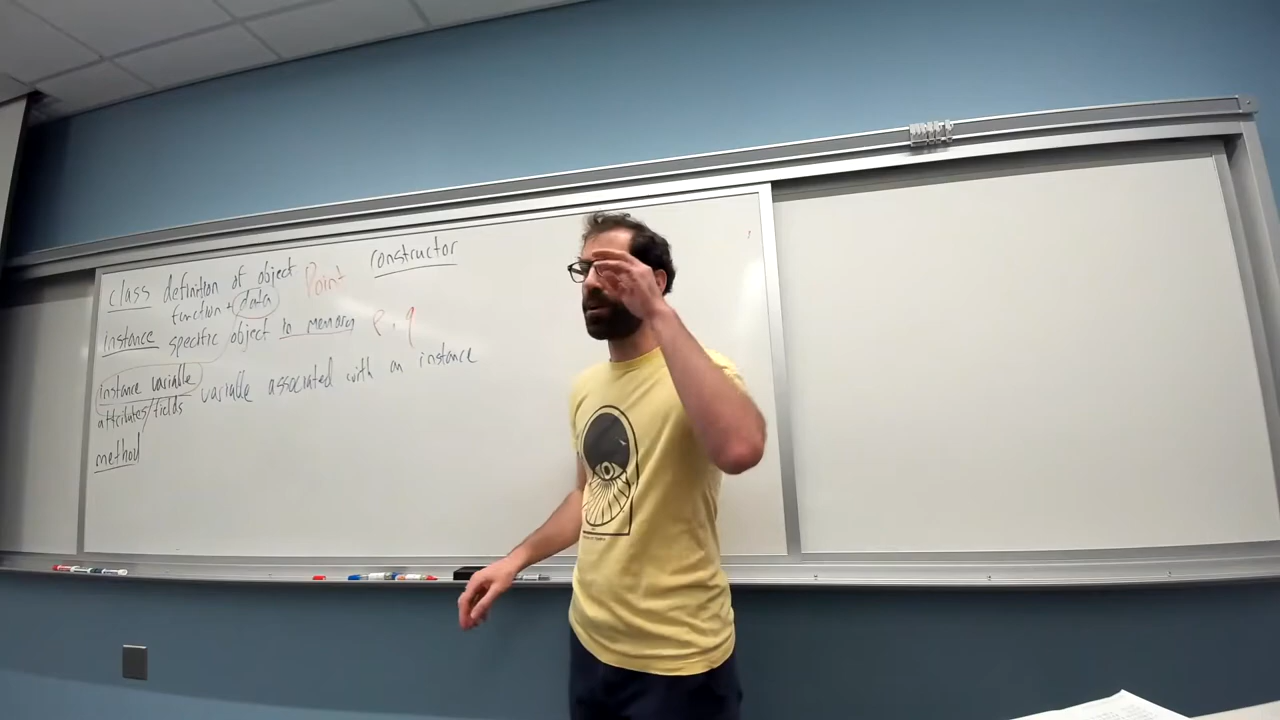 class definition of object Point constructor
function + data
instance specific object in memory p, q
instance variable variable associated with an instance
attributes/fields
method